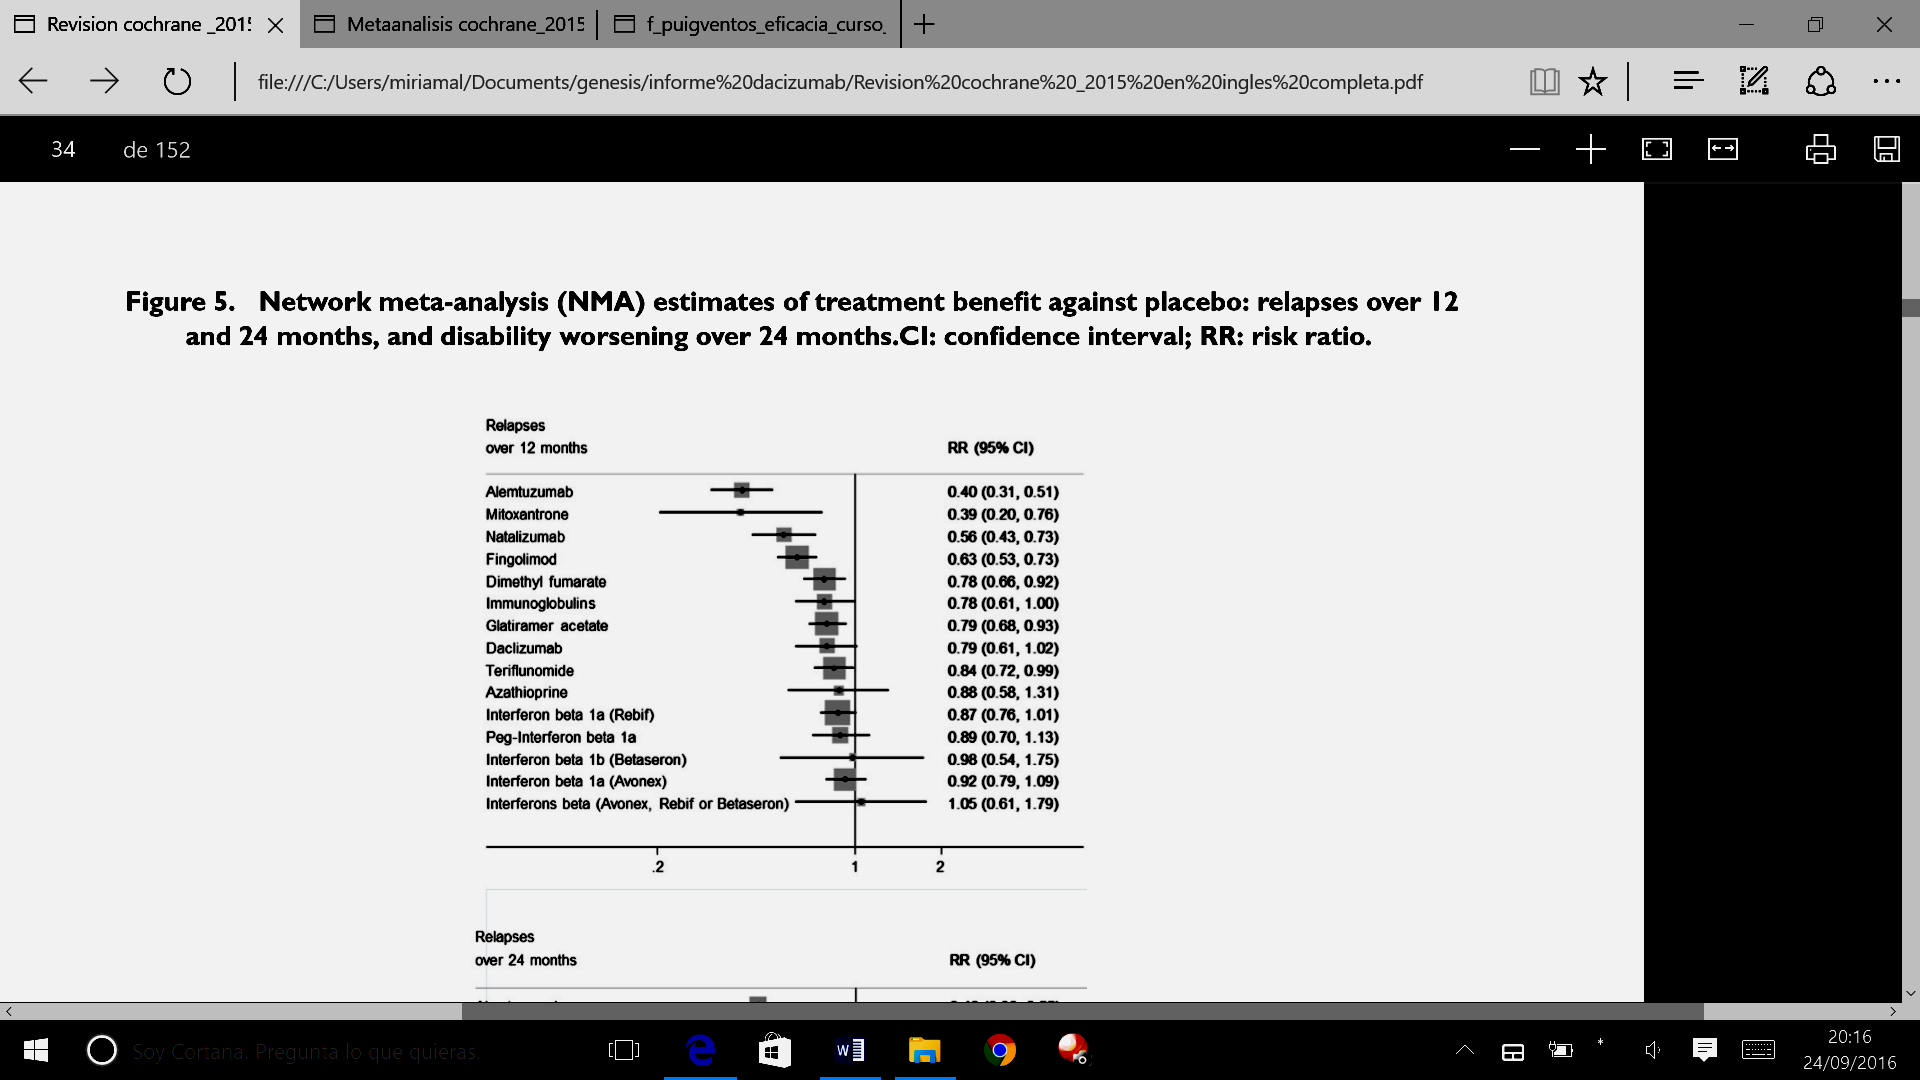 Revision cochrane _201
Metaanalisis cochrane_2015
f_puigventos_eficacia_curso_
file:///C:/Users/miriamal/Documents/genesis/informe%20dacizumab/Revision%20cochrane%20_2015%20en%20ingles%20completa.pdf
34 de 152
Figure 5. Network meta-analysis (NMA) estimates of treatment benefit against placebo: relapses over 12
and 24 months, and disability worsening over 24 months.CI: confidence interval; RR: risk ratio.
Relapses
over 12 months RR (95% CI)
Alemtuzumab 0.40 (0.31, 0.51)
Mitoxantrone 0.39 (0.20, 0.76)
Natalizumab 0.56 (0.43, 0.73)
Fingolimod 0.63 (0.53, 0.73)
Dimethyl fumarate 0.78 (0.66, 0.92)
Immunoglobulins 0.78 (0.61, 1.00)
Glatiramer acetate 0.79 (0.68, 0.93)
Daclizumab 0.79 (0.61, 1.02)
Teriflunomide 0.84 (0.72, 0.99)
Azathioprine 0.88 (0.58, 1.31)
Interferon beta 1a (Rebif) 0.87 (0.76, 1.01)
Peg-Interferon beta 1a 0.89 (0.70, 1.13)
Interferon beta 1b (Betaseron) 0.98 (0.54, 1.75)
Interferon beta 1a (Avonex) 0.92 (0.79, 1.09)
Interferons beta (Avonex, Rebif or Betaseron) 1.05 (0.61, 1.79)
.2 1 2
Relapses
over 24 months RR (95% CI)
Soy Cortana. Pregunta lo que quieras.
20:16
24/09/2016